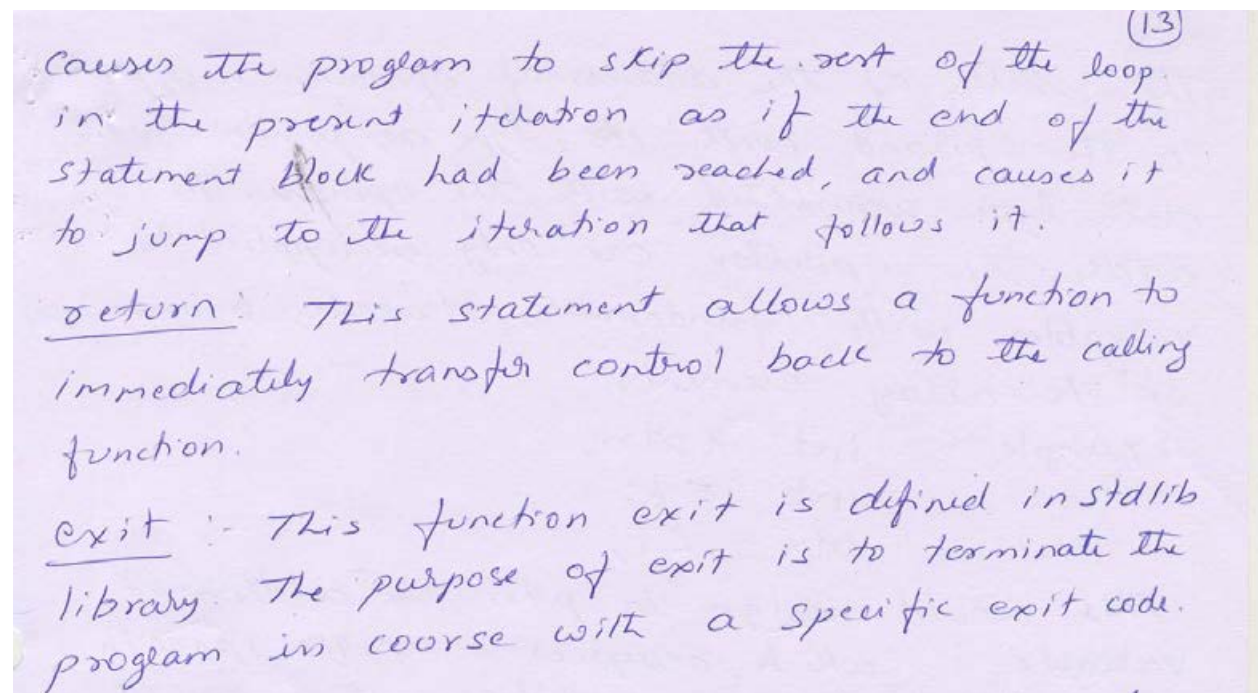 13
causes the program to skip the rest of the loop
in the present iteration as if the end of the
statement block had been reached, and causes it
to jump to the iteration that follows it.
return : This statement allows a function to
immediately transfer control back to the calling
function.
exit :- This function exit is defined in stdlib
library. The purpose of exit is to terminate the
program in course with a specific exit code.